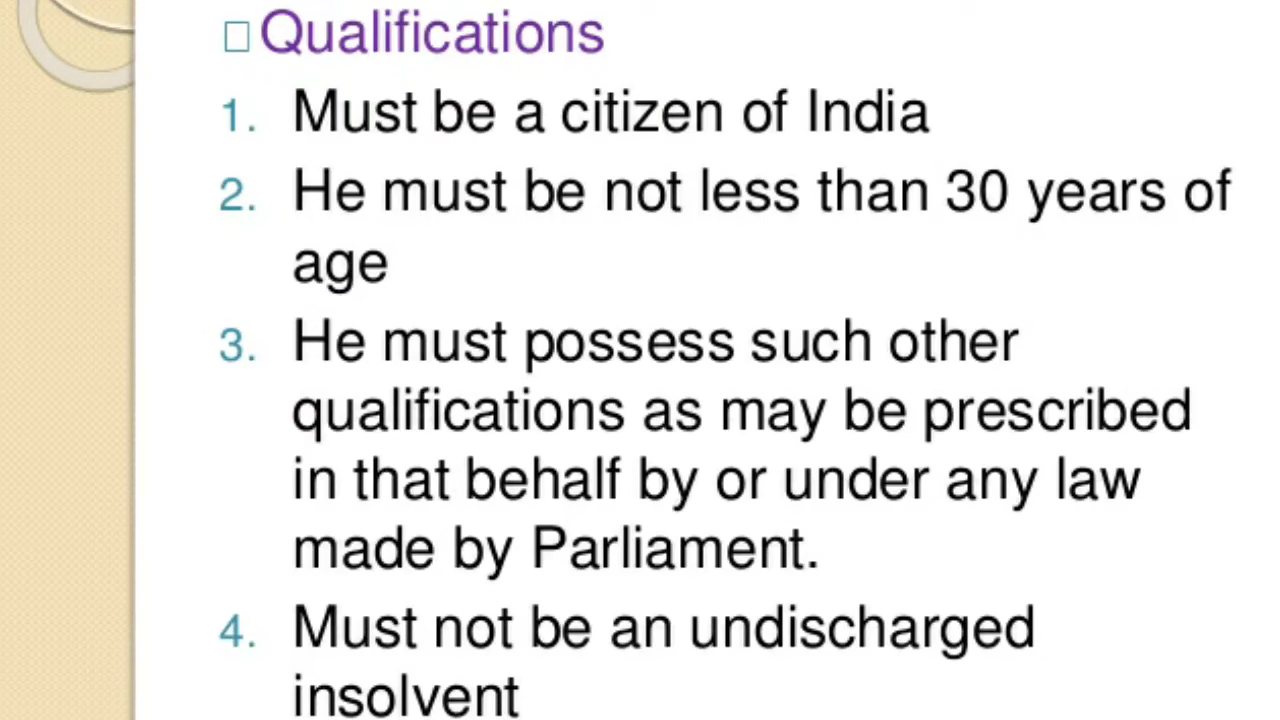 Qualifications
1. Must be a citizen of India
2. He must be not less than 30 years of
age
3. He must possess such other
qualifications as may be prescribed
in that behalf by or under any law
made by Parliament.
4. Must not be an undischarged
insolvent